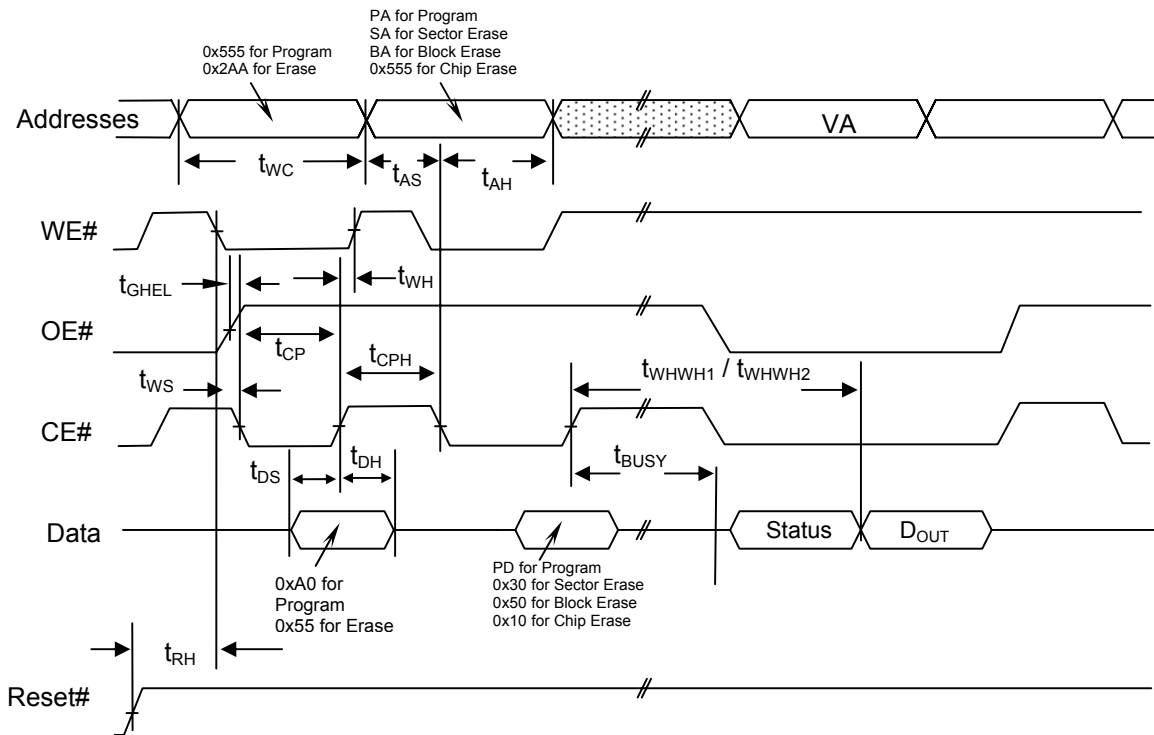 PA for Program
SA for Sector Erase
BA for Block Erase
0x555 for Chip Erase
0x555 for Program
0x2AA for Erase
Addresses
VA
tWC
tAS
tAH
WE#
tGHEL
tWH
OE#
tCP
tCPH
tWHWH1 / tWHWH2
tWS
CE#
tDS
tDH
tBUSY
Data
Status
DOUT
0xA0 for
Program
0x55 for Erase
PD for Program
0x30 for Sector Erase
0x50 for Block Erase
0x10 for Chip Erase
tRH
Reset#